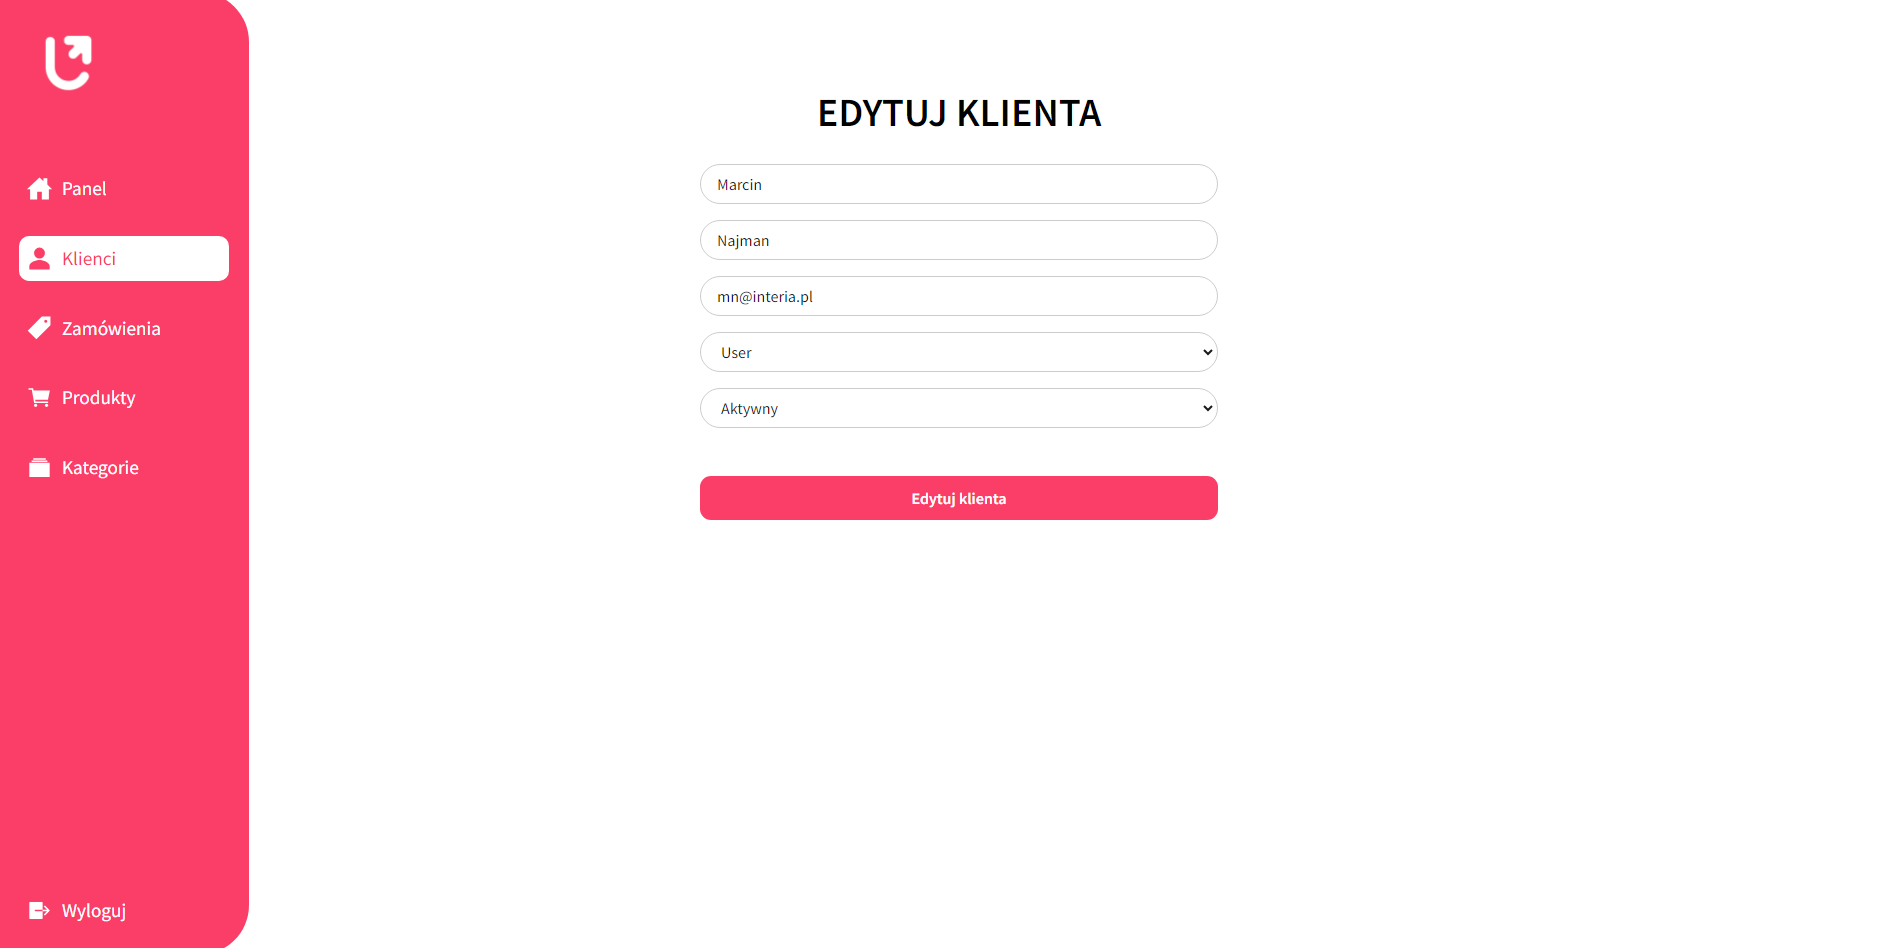 Panel
Klienci
Zamówienia
Produkty
Kategorie
Wyloguj
EDYTUJ KLIENTA
Marcin
Najman
mn@interia.pl
User
Aktywny
Edytuj klienta